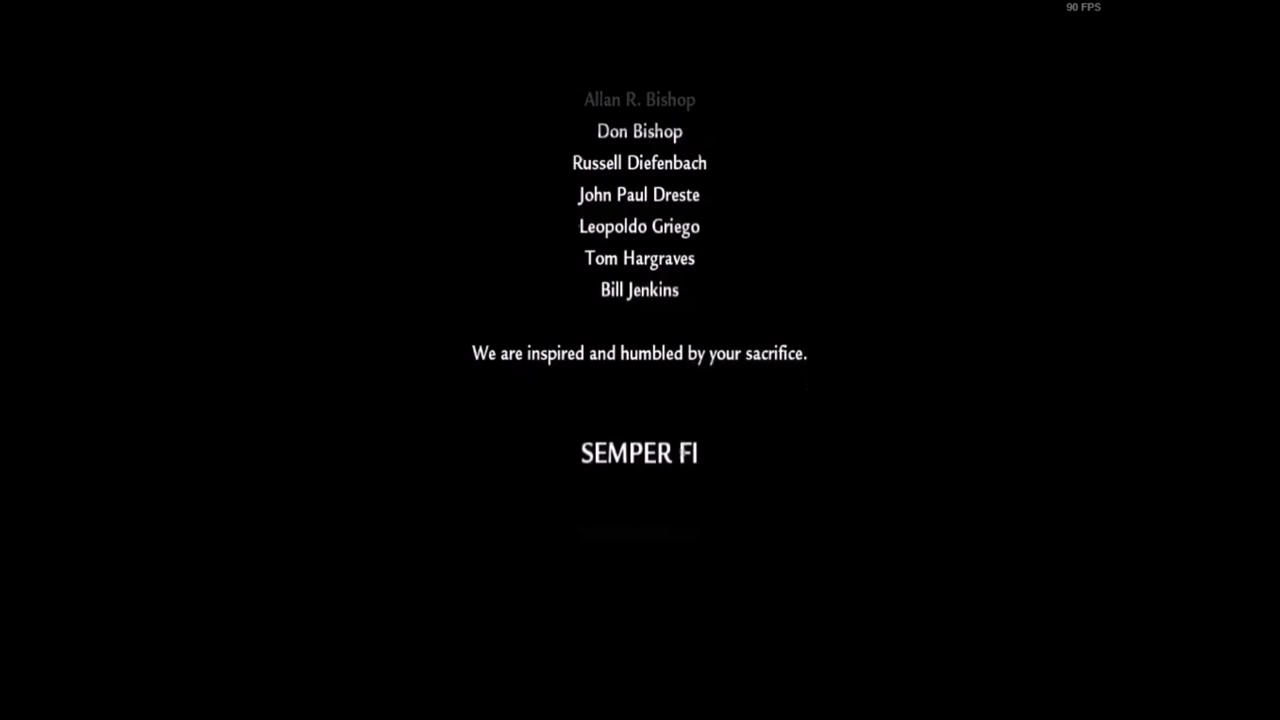 90 FPS
Allan R. Bishop
Don Bishop
Russell Diefenbach
John Paul Dreste
Leopoldo Griego
Tom Hargraves
Bill Jenkins
We are inspired and humbled by your sacrifice.
SEMPER FI